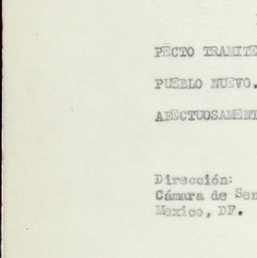 PECTO TRAMITE
PUEBLO NUEVO.
AFECTUOSAMENT
Dirección:
Cámara de Sen
Mexico, DF.